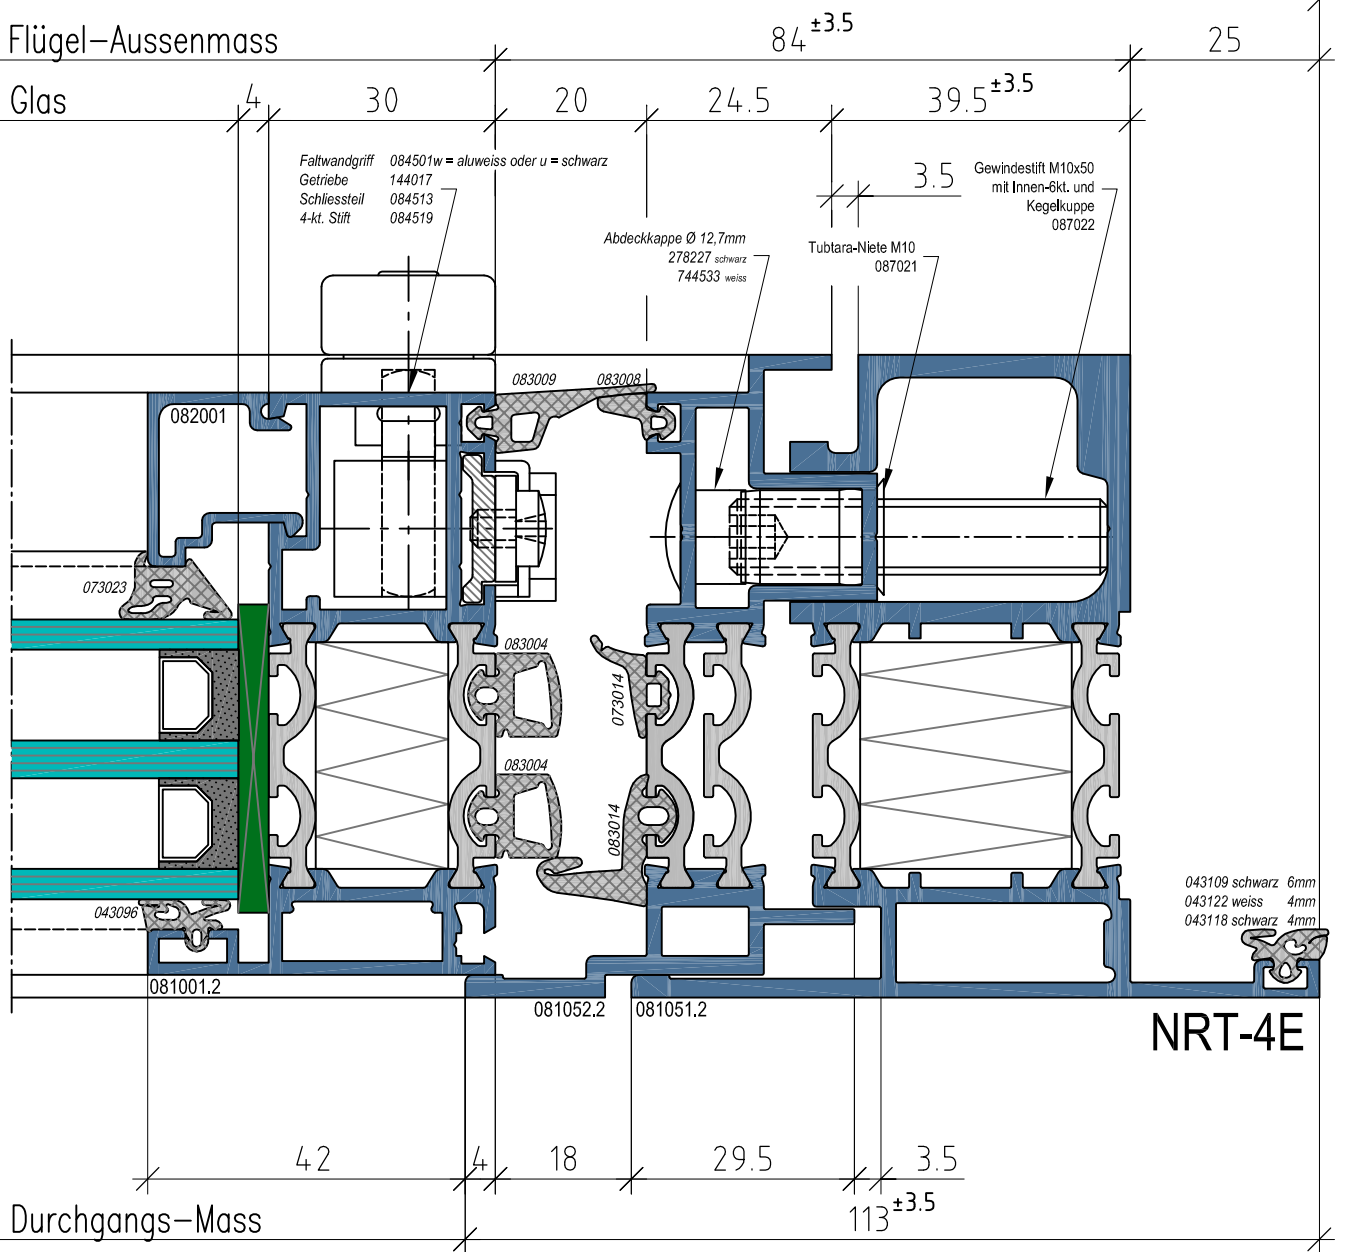 Flügel-Aussenmass
84±3.5
25
Glas
4
30
20
24.5
39.5±3.5
Faltwandgriff 084501w = aluweiss oder u = schwarz
Getriebe 144017
Schliessteil 084513
4-kt. Stift 084519
3.5
Gewindestift M10x50
mit Innen-6kt. und
Kegelkuppe
087022
Abdeckkappe Ø 12,7mm
278227 schwarz
744533 weiss
Tubtara-Niete M10
087021
083009
083008
082001
073023
083004
073014
083004
083014
043096
043109 schwarz 6mm
043122 weiss 4mm
043118 schwarz 4mm
081001.2
081052.2
081051.2
NRT-4E
42
4
18
29.5
3.5
Durchgangs-Mass
113±3.5